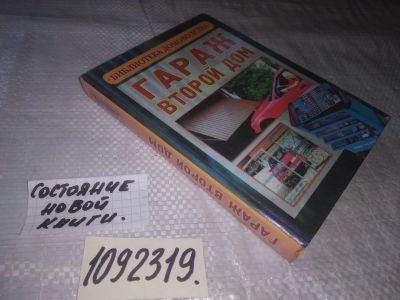 БИБЛИОТЕКА ДОМОВОДСТВА
ГАРАЖ
ВТОРОЙ ДОМ
ГАРАЖ ВТОРОЙ ДОМ
СОСТОЯНИЕ
НОВОЙ
КНИГИ.
1092319.